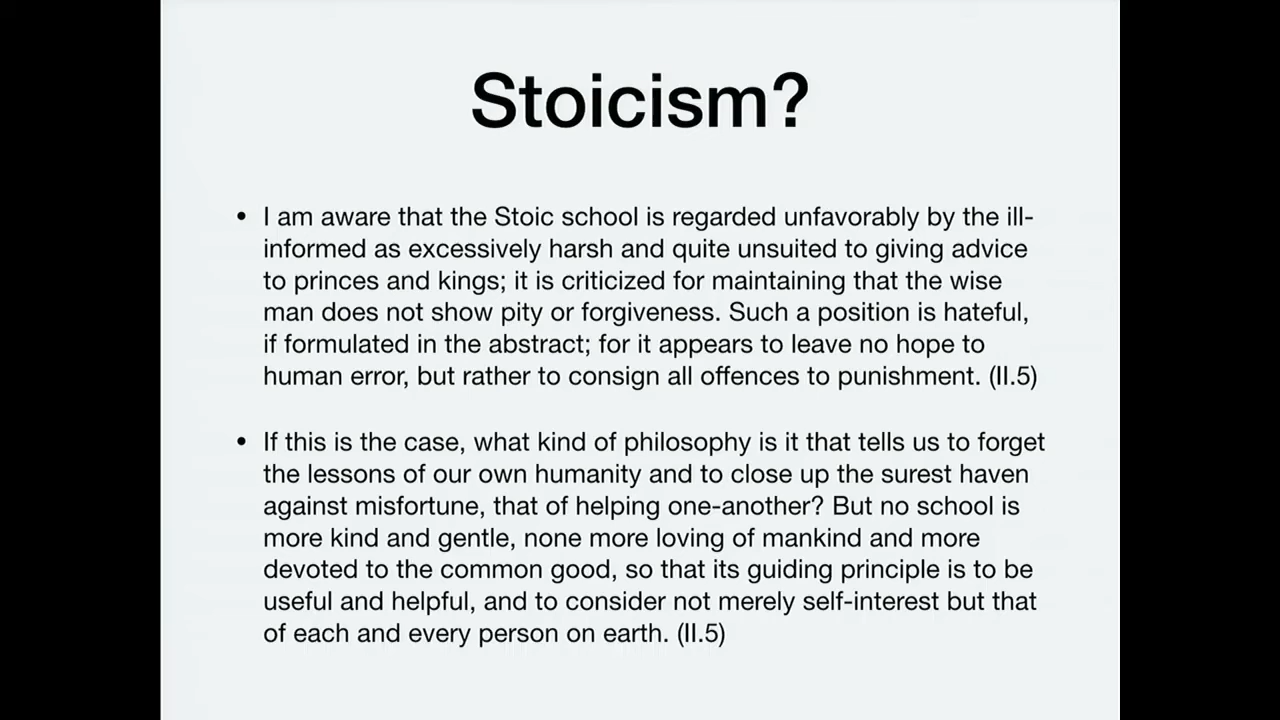 Stoicism?
• I am aware that the Stoic school is regarded unfavorably by the ill-
informed as excessively harsh and quite unsuited to giving advice
to princes and kings; it is criticized for maintaining that the wise
man does not show pity or forgiveness. Such a position is hateful,
if formulated in the abstract; for it appears to leave no hope to
human error, but rather to consign all offences to punishment. (II.5)
• If this is the case, what kind of philosophy is it that tells us to forget
the lessons of our own humanity and to close up the surest haven
against misfortune, that of helping one-another? But no school is
more kind and gentle, none more loving of mankind and more
devoted to the common good, so that its guiding principle is to be
useful and helpful, and to consider not merely self-interest but that
of each and every person on earth. (II.5)